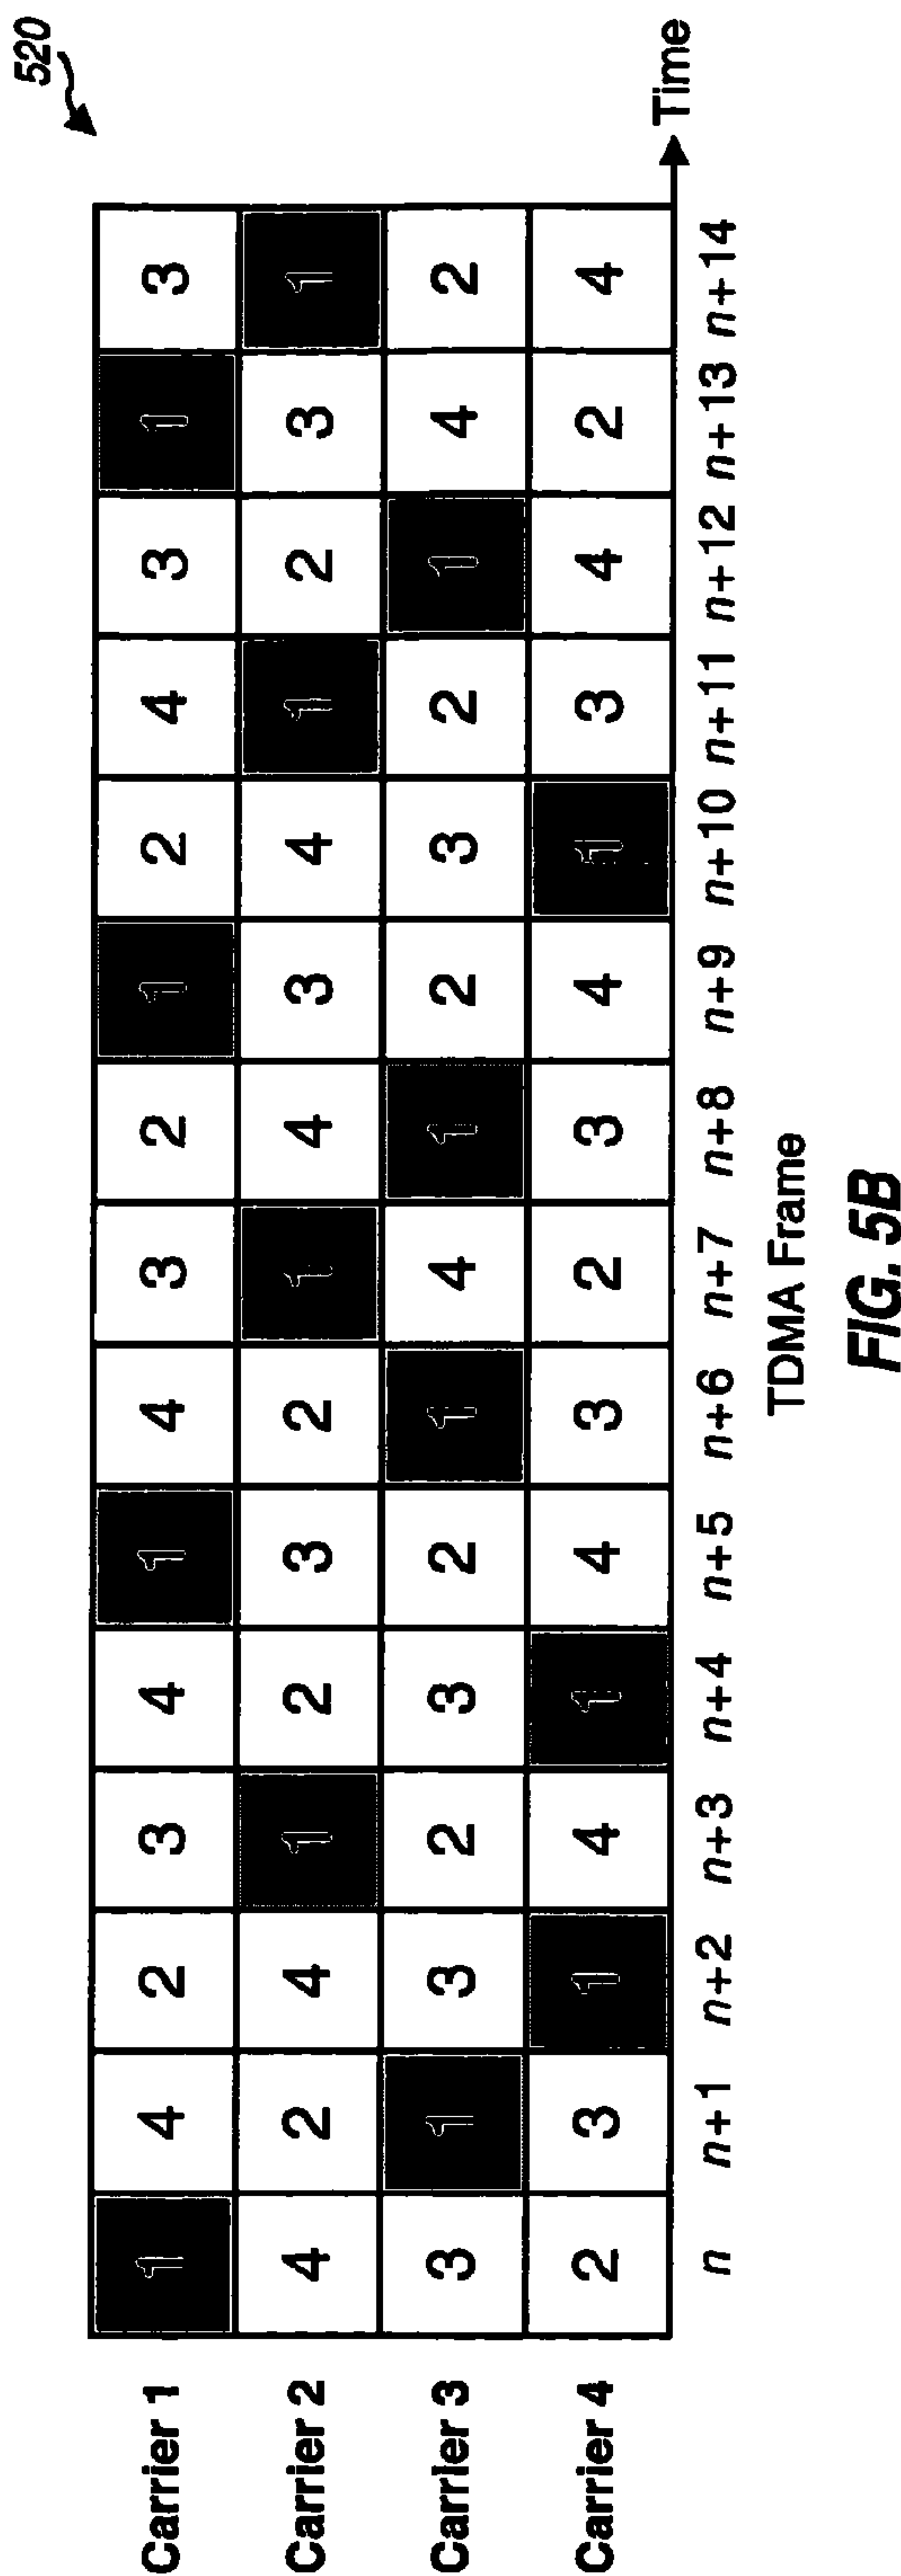 520
Carrier 1 1 4 2 3 4 1 4 3 2 1 2 4 3 1 3
Carrier 2 4 2 4 1 2 3 2 1 4 3 4 1 2 3 1
Carrier 3 3 1 3 2 3 2 1 4 1 2 3 2 1 4 2
Carrier 4 2 3 1 4 1 4 3 2 3 4 1 3 4 2 4
Time
n n+1 n+2 n+3 n+4 n+5 n+6 n+7 n+8 n+9 n+10 n+11 n+12 n+13 n+14
TDMA Frame
FIG. 5B